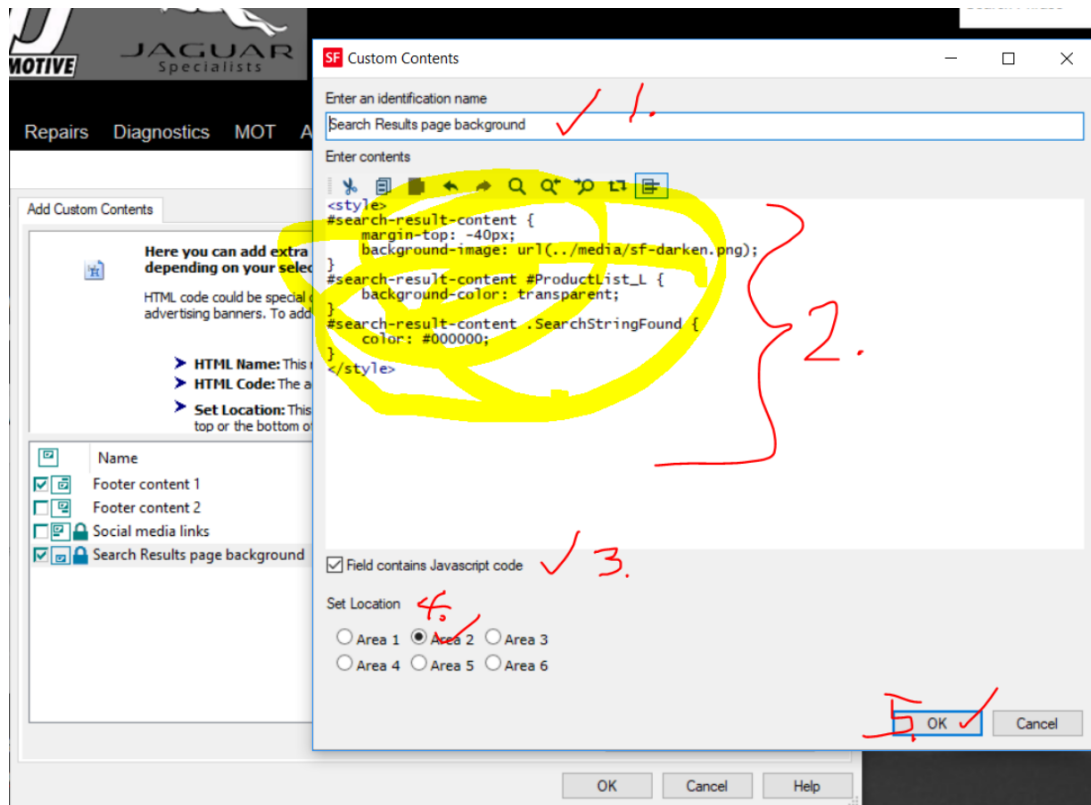 MOTIVE
JAGUAR
Specialists
Repairs Diagnostics MOT A
Add Custom Contents
Here you can add extra
depending on your selec
HTML code could be special
advertising banners. To add
HTML Name: This
HTML Code: The a
Set Location: This
top or the bottom o
Name
Footer content 1
Footer content 2
Social media links
Search Results page background
OK Cancel Help
SF Custom Contents
Enter an identification name
Search Results page background
1.
Enter contents
<style>
#search-result-content {
margin-top: -40px;
background-image: url(../media/sf-darken.png);
}
#search-result-content #ProductList_L {
background-color: transparent;
}
#search-result-content .SearchStringFound {
color: #000000;
}
</style>
2.
Field contains Javascript code
3.
Set Location
4.
Area 1 Area 2 Area 3
Area 4 Area 5 Area 6
5.
OK Cancel